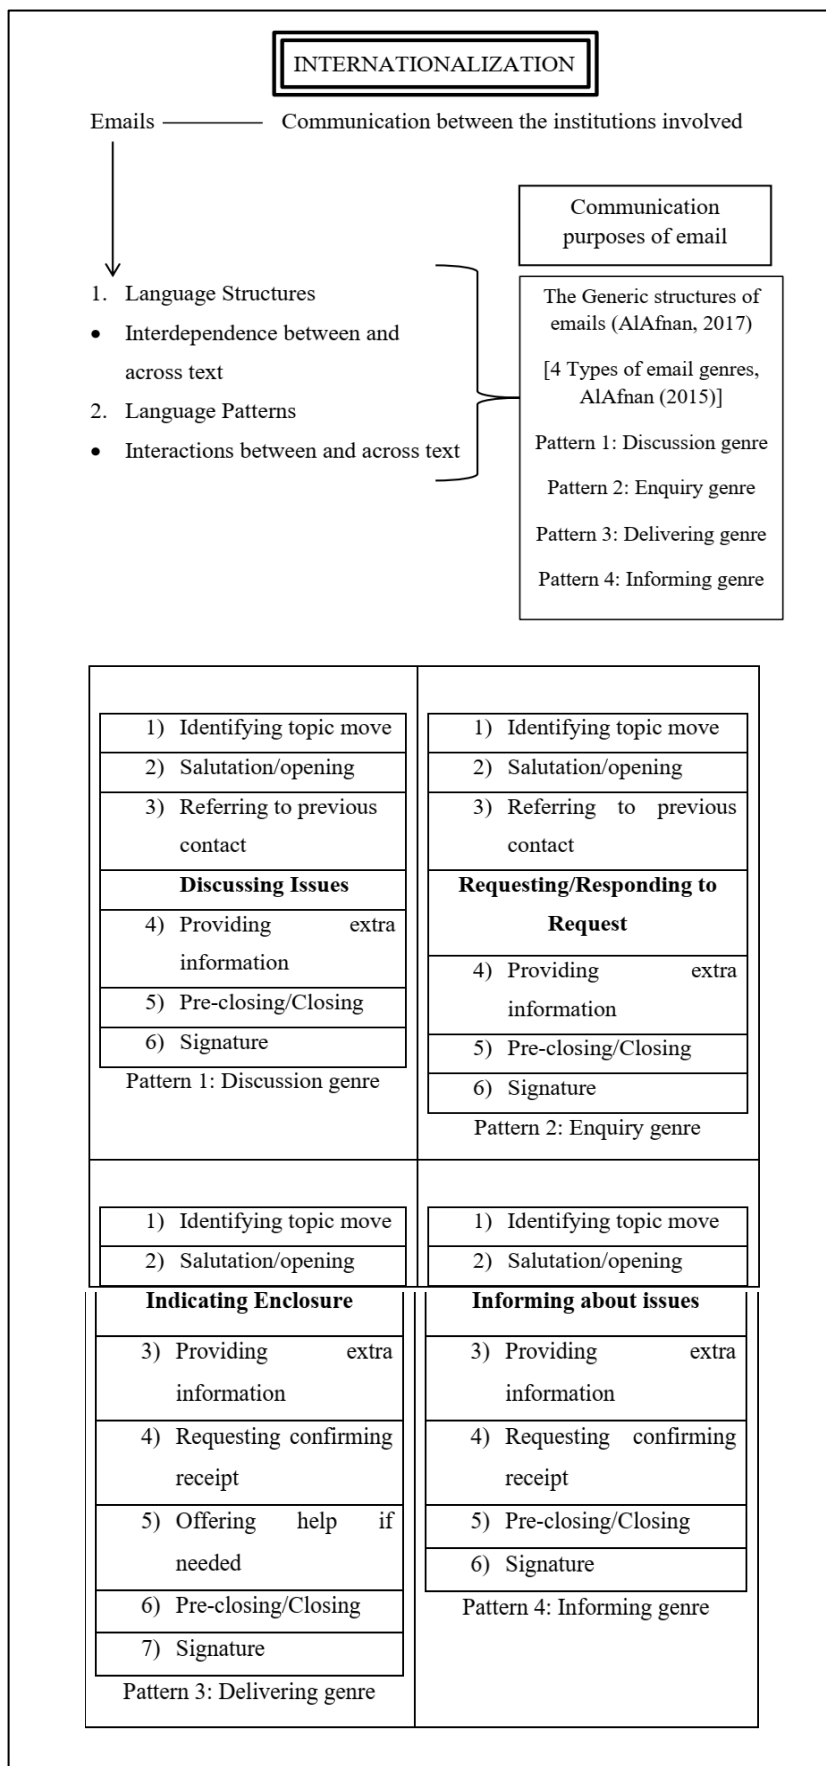 INTERNATIONALIZATION
Emails
Communication between the institutions involved
Communication
purposes of email
1. Language Structures
• Interdependence between and
across text
2. Language Patterns
• Interactions between and across text
The Generic structures of
emails (AlAfnan, 2017)
[4 Types of email genres,
AlAfnan (2015)]
Pattern 1: Discussion genre
Pattern 2: Enquiry genre
Pattern 3: Delivering genre
Pattern 4: Informing genre
1) Identifying topic move
2) Salutation/opening
3) Referring to previous
contact
Discussing Issues
4) Providing extra
information
5) Pre-closing/Closing
6) Signature
Pattern 1: Discussion genre
1) Identifying topic move
2) Salutation/opening
3) Referring to previous
contact
Requesting/Responding to
Request
4) Providing extra
information
5) Pre-closing/Closing
6) Signature
Pattern 2: Enquiry genre
1) Identifying topic move
2) Salutation/opening
Indicating Enclosure
3) Providing extra
information
4) Requesting confirming
receipt
5) Offering help if
needed
6) Pre-closing/Closing
7) Signature
Pattern 3: Delivering genre
1) Identifying topic move
2) Salutation/opening
Informing about issues
3) Providing extra
information
4) Requesting confirming
receipt
5) Pre-closing/Closing
6) Signature
Pattern 4: Informing genre